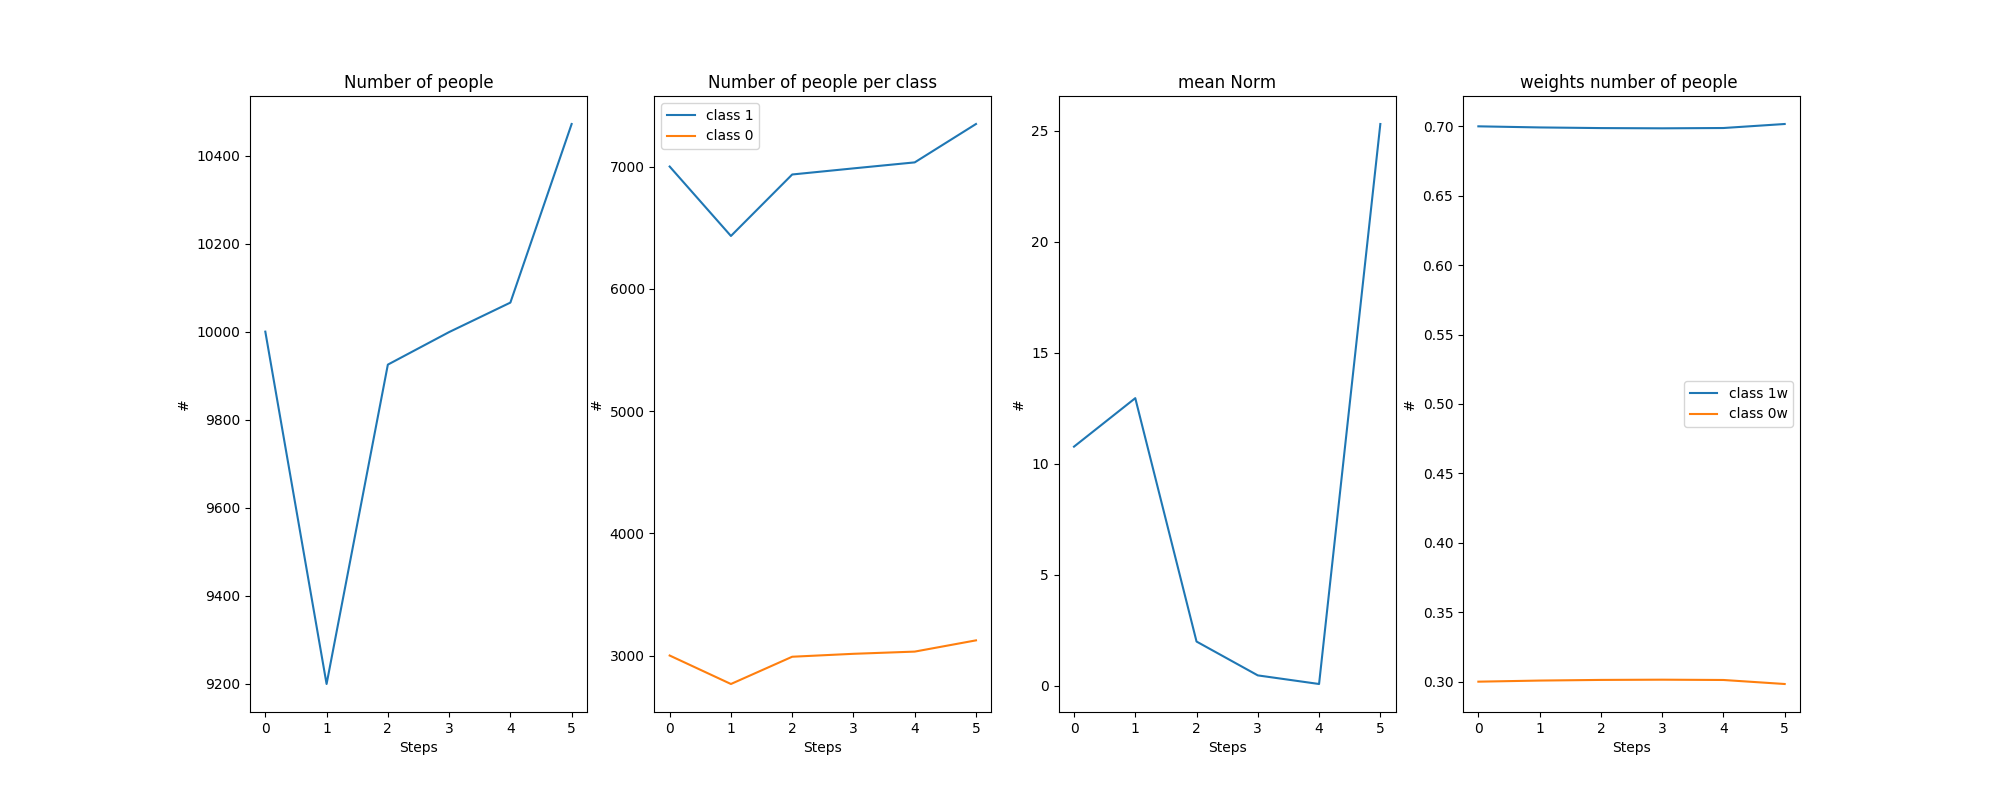 Number of people
10400
10200
10000
9800
9600
9400
9200
#
0 1 2 3 4 5
Steps
Number of people per class
class 1
class 0
7000
6000
5000
4000
3000
#
0 1 2 3 4 5
Steps
mean Norm
25
20
15
10
5
0
#
0 1 2 3 4 5
Steps
weights number of people
0.70
0.65
0.60
0.55
0.50
0.45
0.40
0.35
0.30
#
class 1w
class 0w
0 1 2 3 4 5
Steps